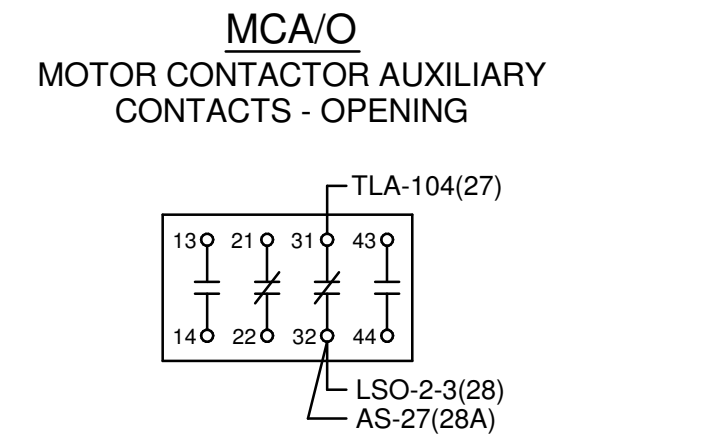 MCA/O
MOTOR CONTACTOR AUXILIARY
CONTACTS - OPENING
TLA-104(27)
13 21 31 43
14 22 32 44
LSO-2-3(28)
AS-27(28A)